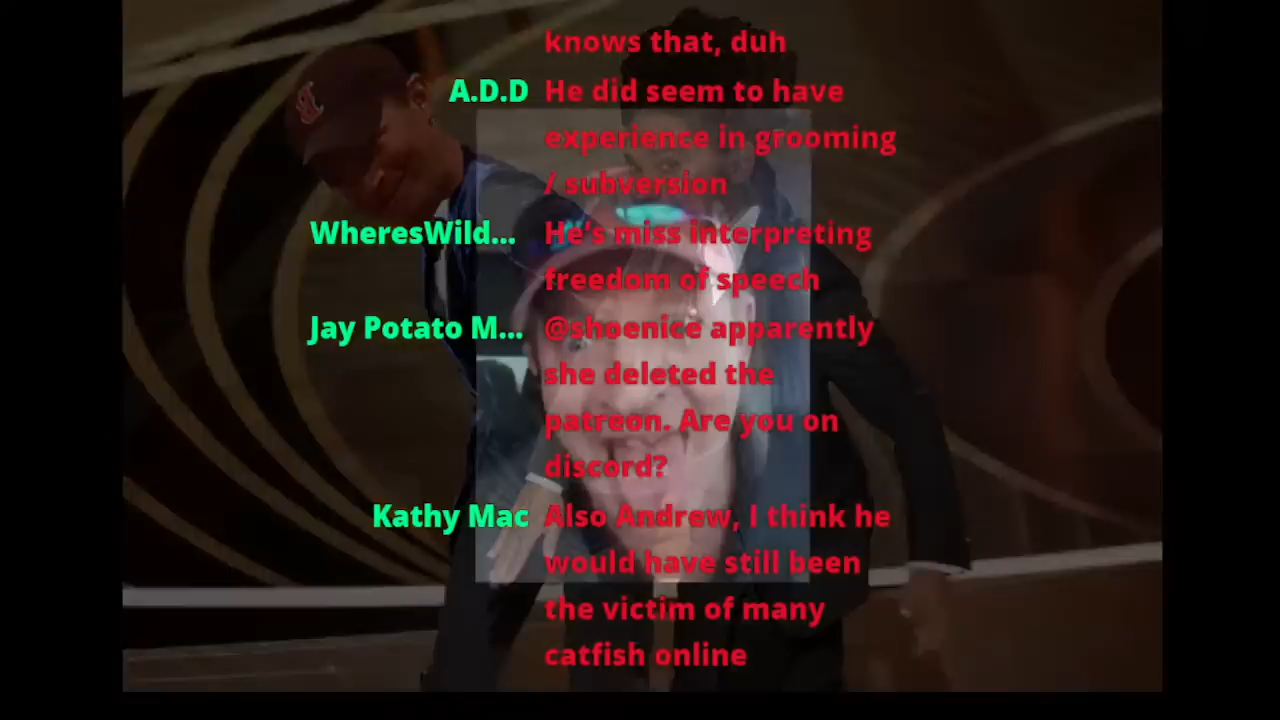 knows that, duh
A.D.D He did seem to have
experience in grooming
/ subversion
WheresWild... He's miss interpreting
freedom of speech
Jay Potato M... @shoenice apparently
she deleted the
patreon. Are you on
discord?
Kathy Mac Also Andrew, I think he
would have still been
the victim of many
catfish online